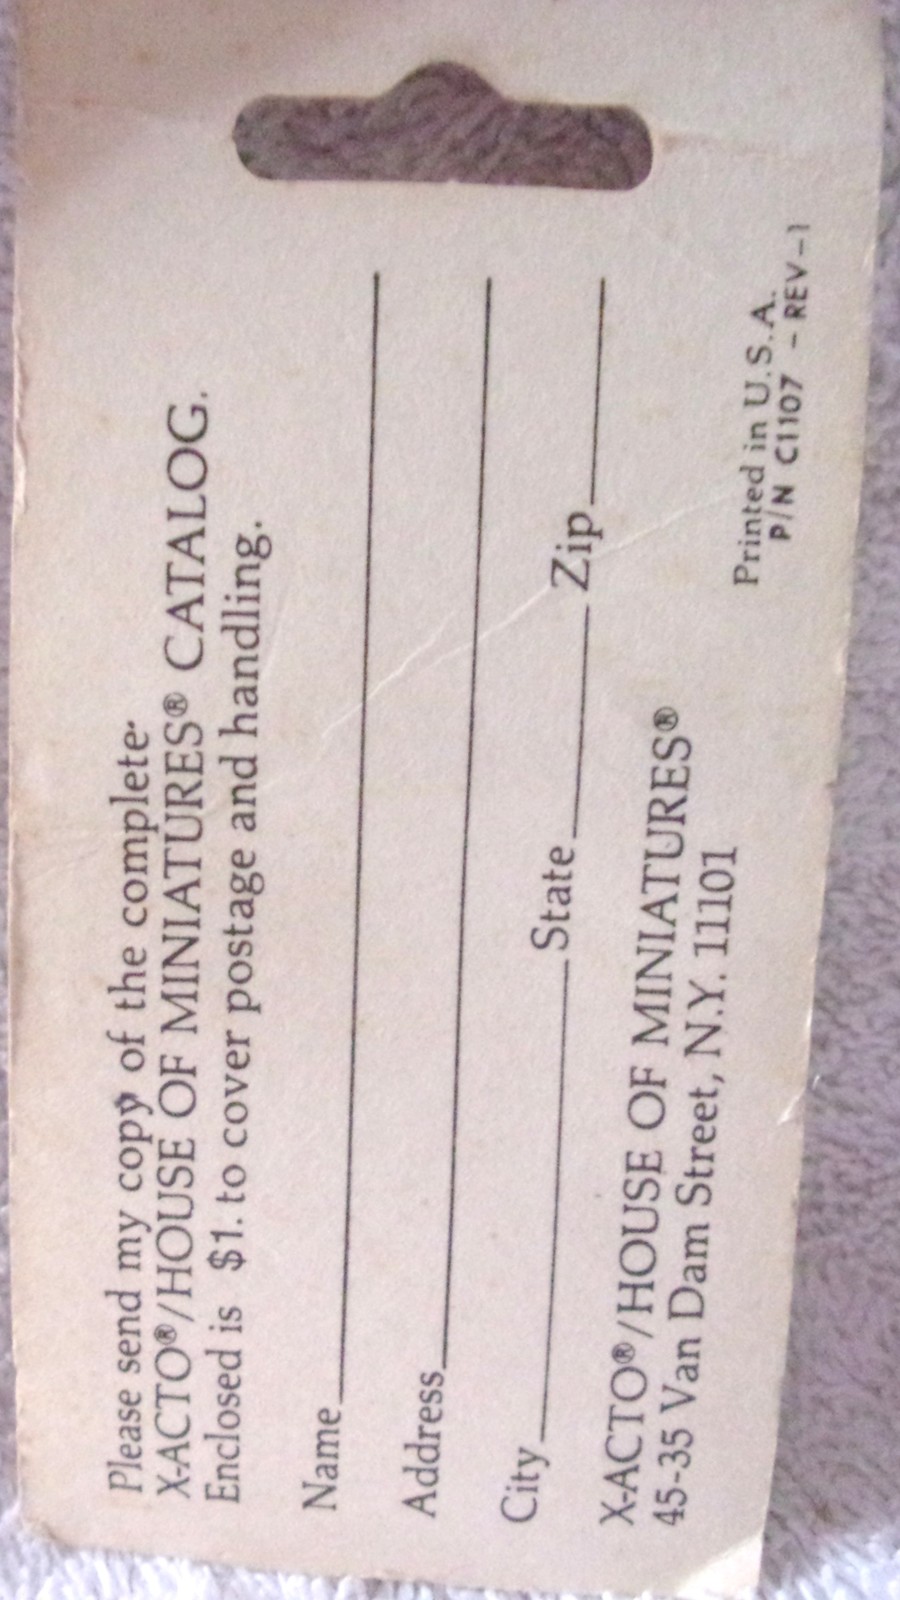 Please send my copy of the complete
X-ACTO®/HOUSE OF MINIATURES® CATALOG.
Enclosed is $1. to cover postage and handling.
Name
Address
City State Zip
X-ACTO®/HOUSE OF MINIATURES®
45-35 Van Dam Street, N.Y. 11101
Printed in U.S.A.
P/N C1107 - REV-1